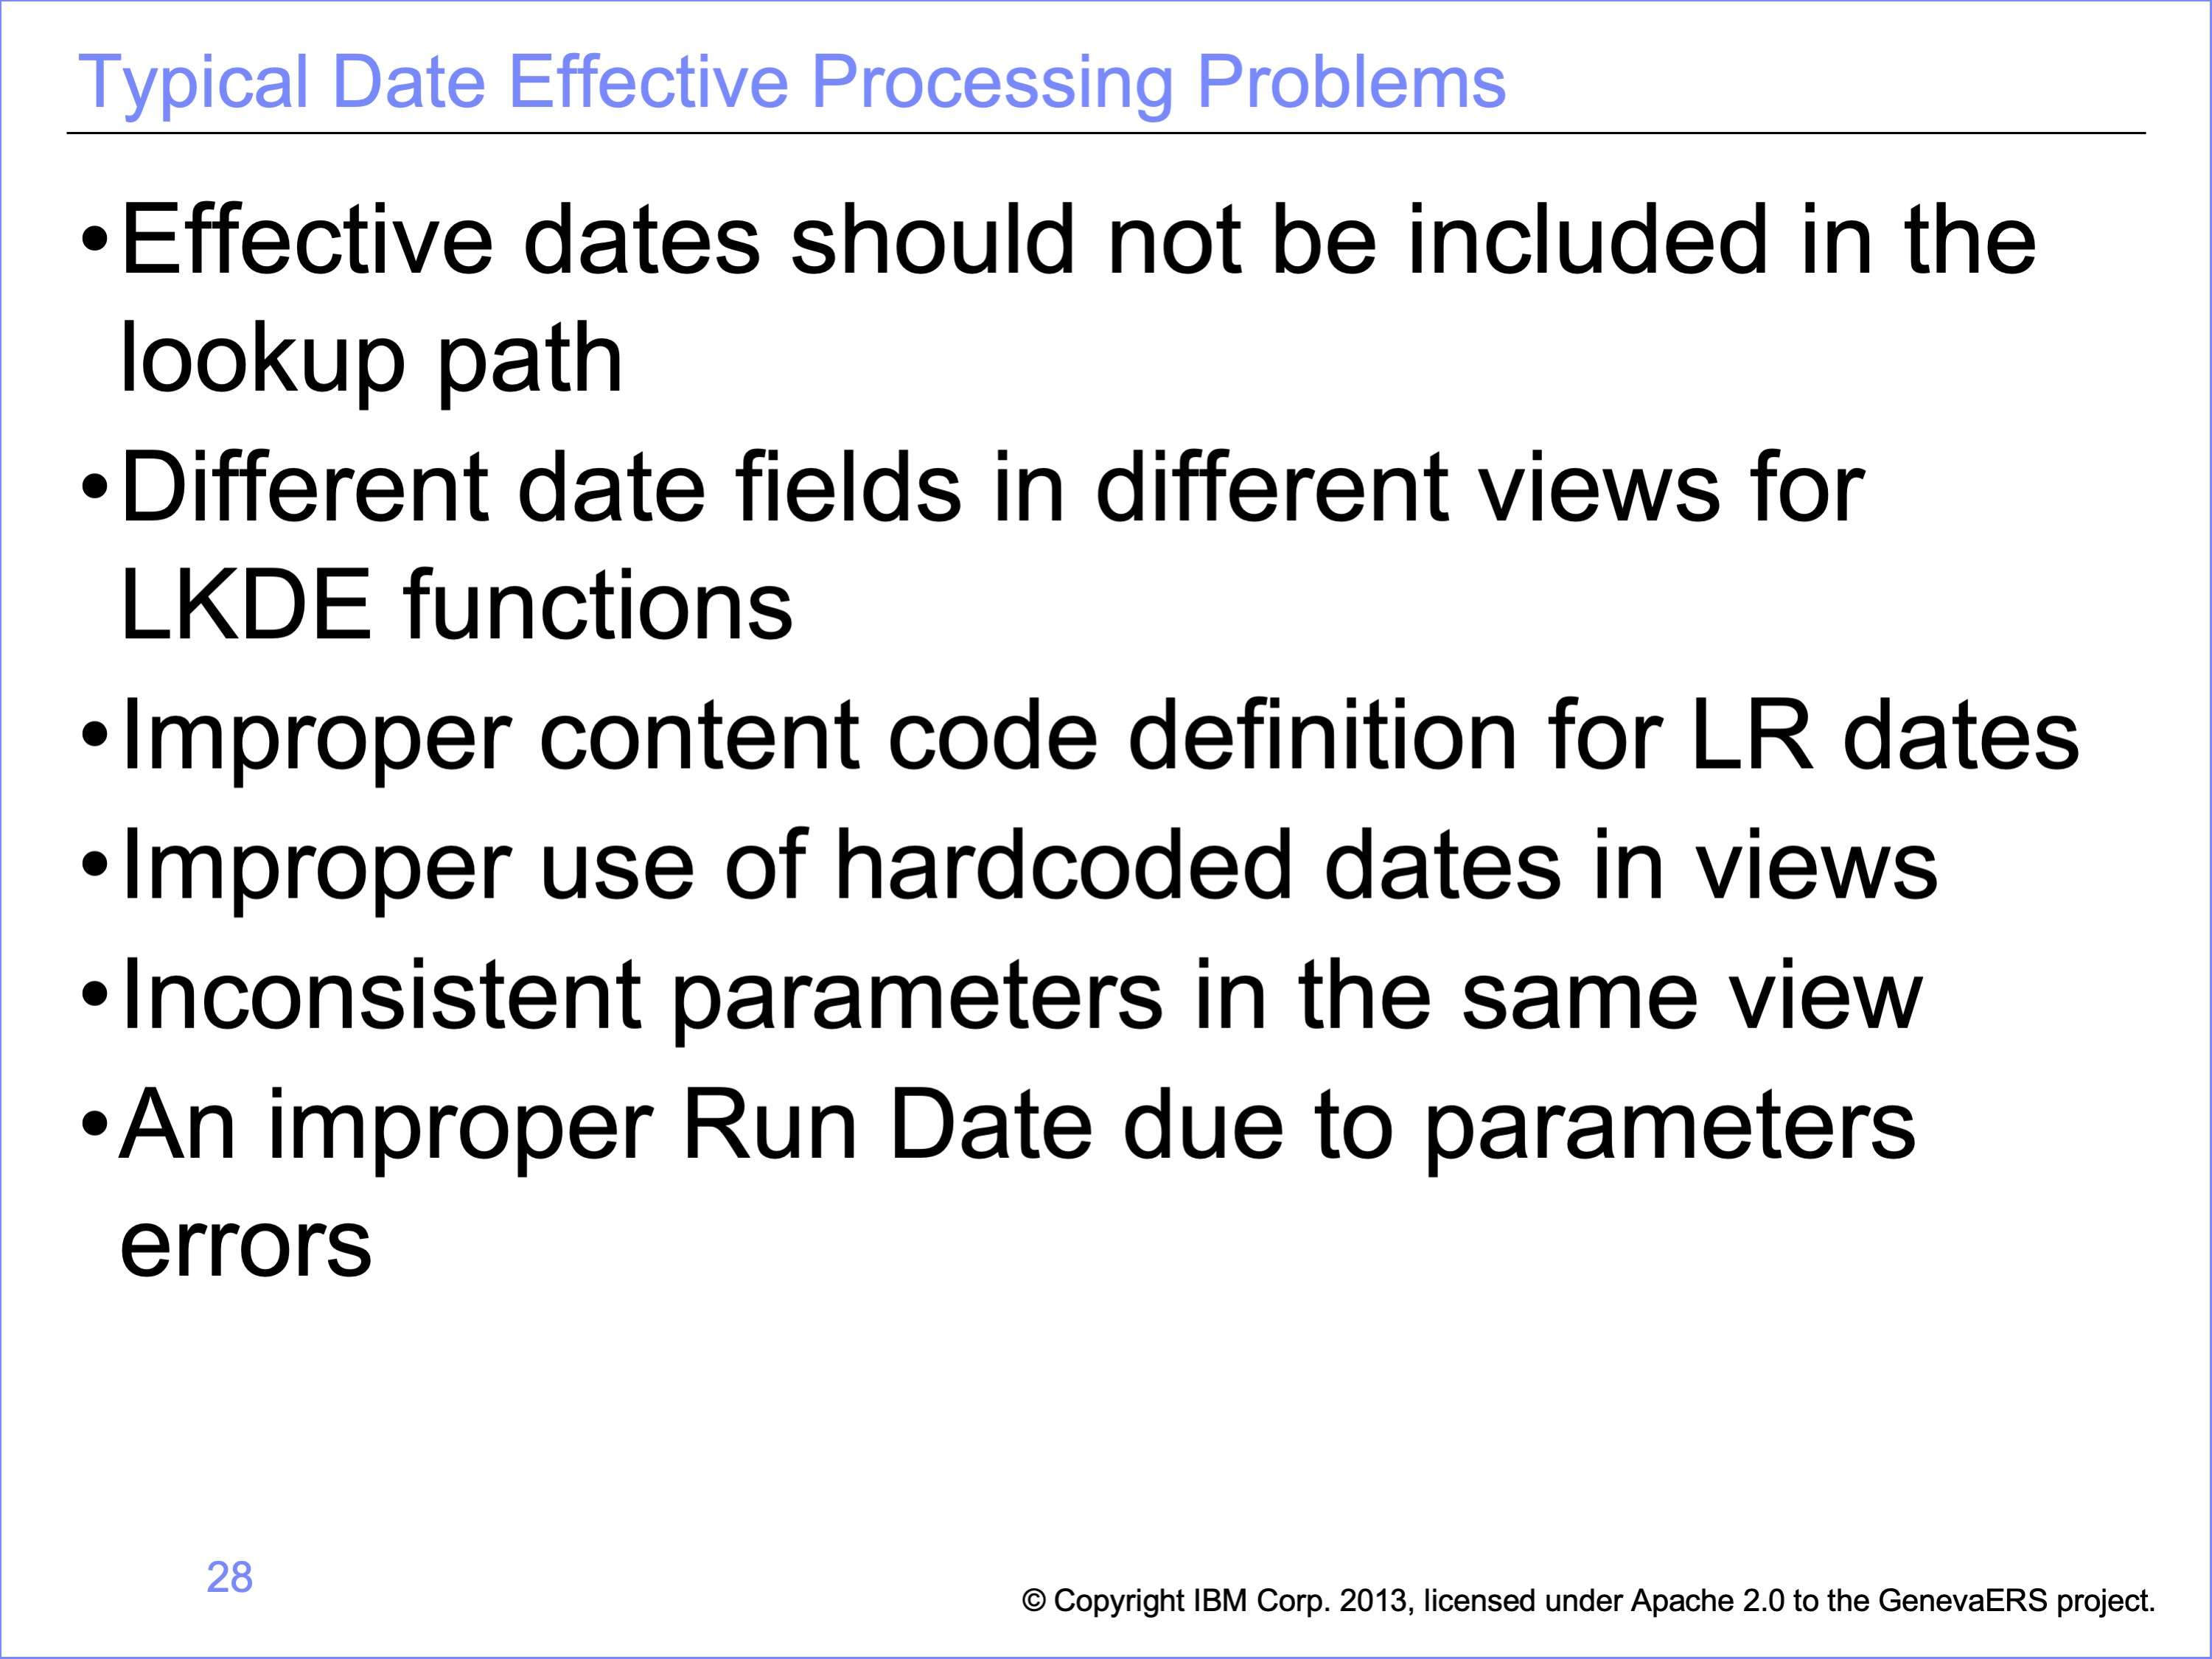 Typical Date Effective Processing Problems
•Effective dates should not be included in the
lookup path
•Different date fields in different views for
LKDE functions
•Improper content code definition for LR dates
•Improper use of hardcoded dates in views
•Inconsistent parameters in the same view
•An improper Run Date due to parameters
errors
28
© Copyright IBM Corp. 2013, licensed under Apache 2.0 to the GenevaERS project.